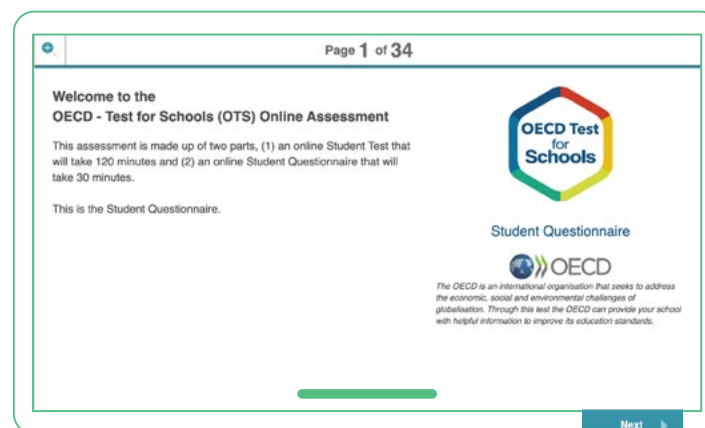 Page 1 of 34
Welcome to the
OECD - Test for Schools (OTS) Online Assessment
This assessment is made up of two parts, (1) an online Student Test that
will take 120 minutes and (2) an online Student Questionnaire that will
take 30 minutes.
This is the Student Questionnaire.
OECD Test
for
Schools
Student Questionnaire
OECD
The OECD is an international organisation that seeks to address
the economic, social and environmental challenges of
globalisation. Through this test the OECD can provide your school
with helpful information to improve its education standards.
Next